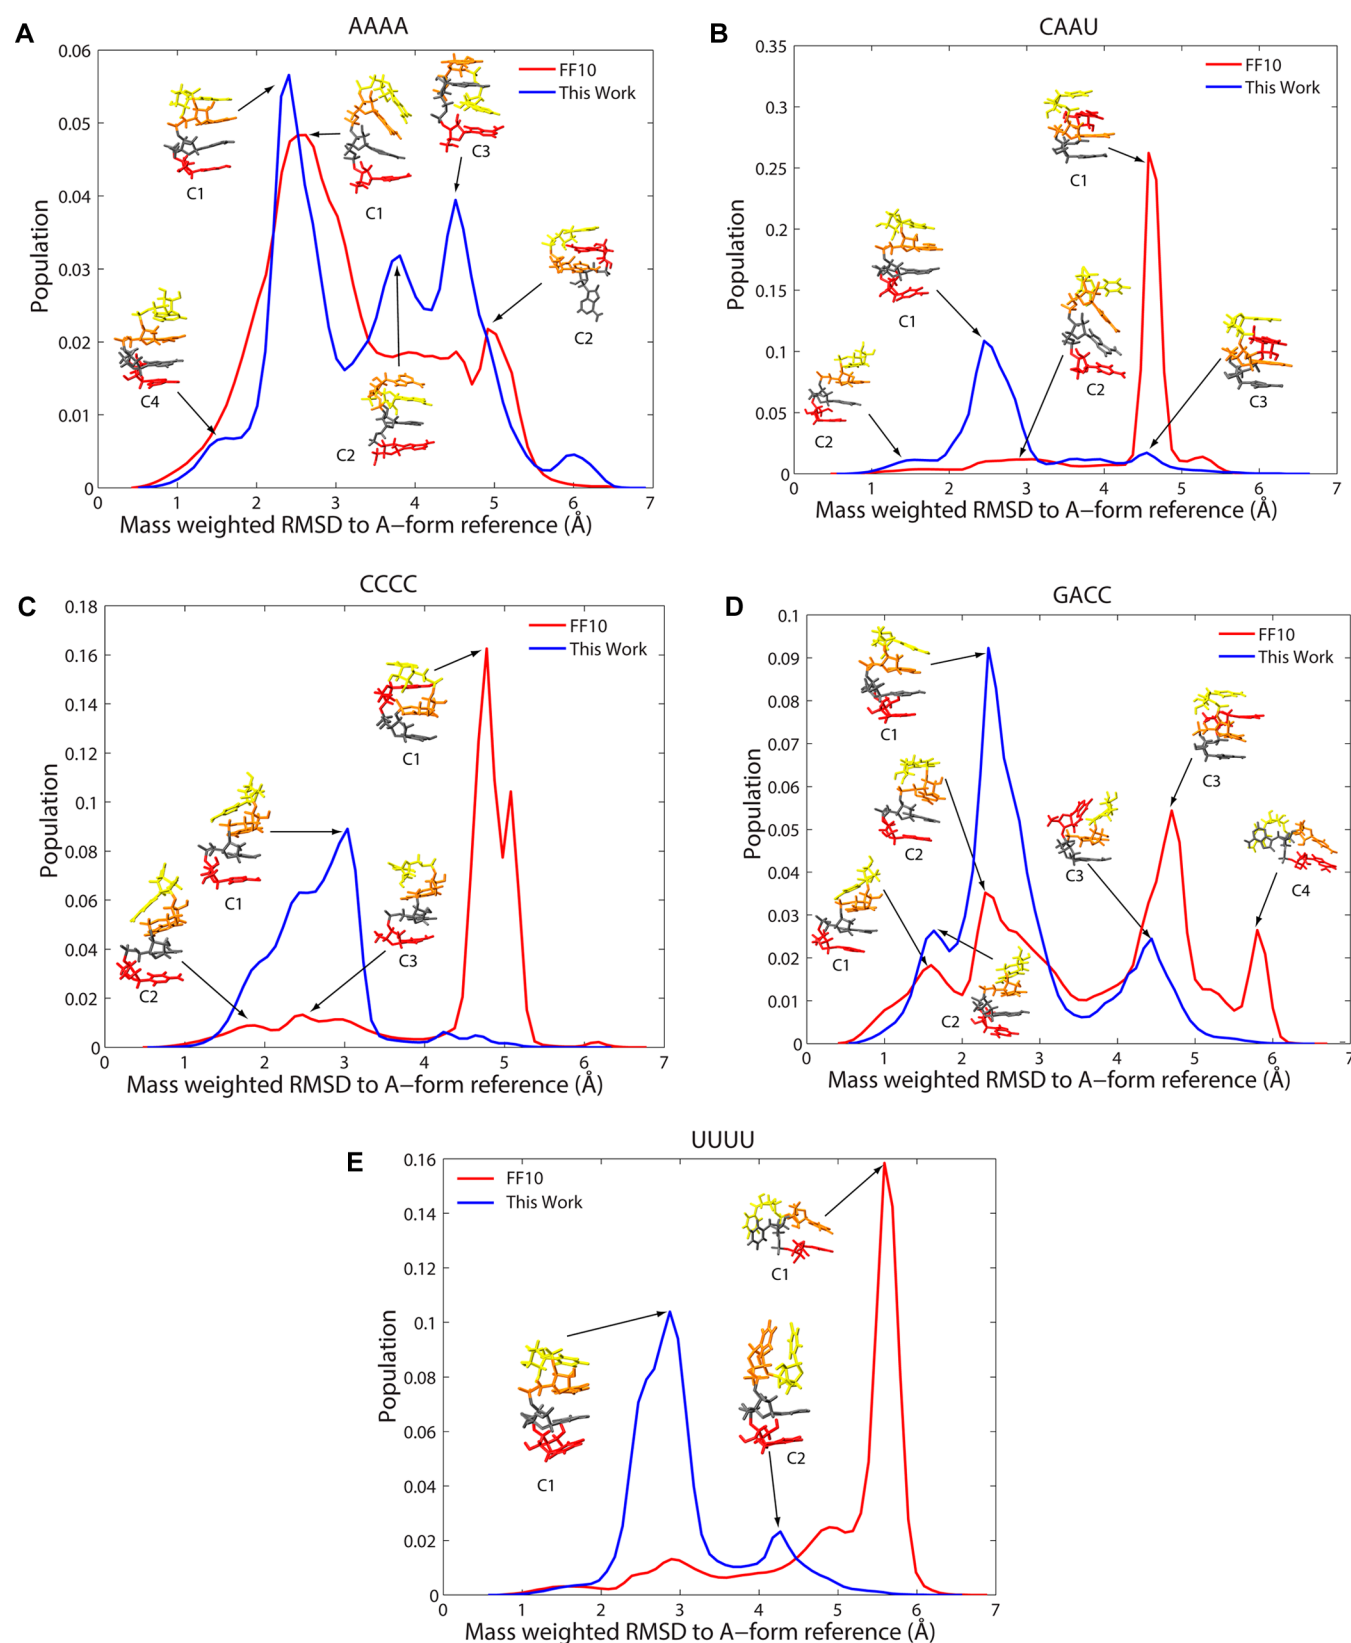 A
AAAA
0.06
0.05
0.04
0.03
0.02
0.01
0
Population
FF10
This Work
C1
C1
C3
C2
C4
C2
0 1 2 3 4 5 6 7
Mass weighted RMSD to A−form reference (Å)
B
CAAU
0.35
0.3
0.25
0.2
0.15
0.1
0.05
0
Population
FF10
This Work
C1
C1
C2
C3
C2
0 1 2 3 4 5 6 7
Mass weighted RMSD to A−form reference (Å)
C
CCCC
0.18
0.16
0.14
0.12
0.1
0.08
0.06
0.04
0.02
0
Population
FF10
This Work
C1
C1
C3
C2
0 1 2 3 4 5 6 7
Mass weighted RMSD to A−form reference (Å)
D
GACC
0.1
0.09
0.08
0.07
0.06
0.05
0.04
0.03
0.02
0.01
0
Population
FF10
This Work
C1
C3
C2
C3
C4
C1
C2
0 1 2 3 4 5 6 7
Mass weighted RMSD to A−form reference (Å)
E
UUUU
0.16
0.14
0.12
0.1
0.08
0.06
0.04
0.02
0
Population
FF10
This Work
C1
C2
C1
0 1 2 3 4 5 6 7
Mass weighted RMSD to A−form reference (Å)